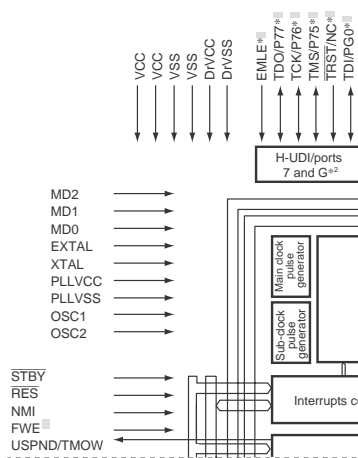 VCC
VCC
VSS
VSS
DrVCC
DrVSS
EMLE*
TDO/P77*
TCK/P76*
TMS/P75*
TRST/NC*
TDI/PG0*
H-UDI/ports
7 and G*2
MD2
MD1
MD0
EXTAL
XTAL
PLLVCC
PLLVSS
OSC1
OSC2
Main clock
pulse
generator
Sub-clock
pulse
generator
STBY
RES
NMI
FWE
USPND/TMOW
Interrupts